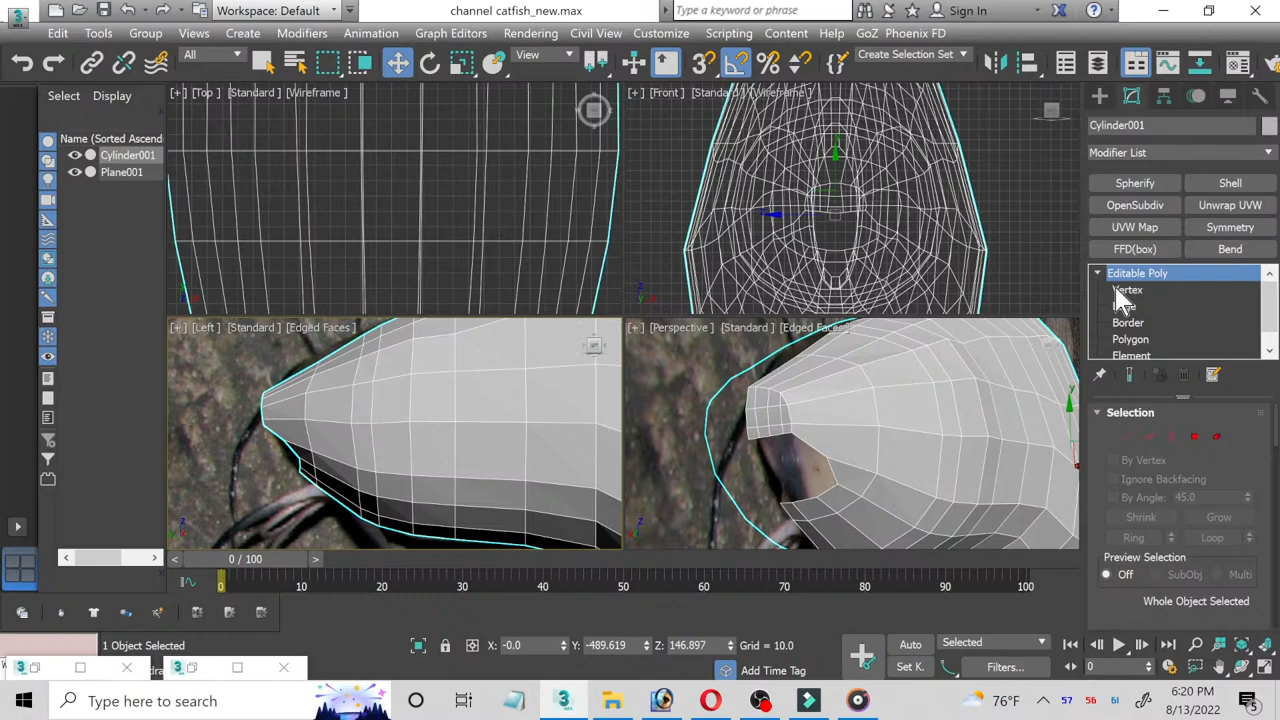 Workspace: Default
channel catfish_new.max
Type a keyword or phrase
Sign In
Edit Tools Group Views Create Modifiers Animation Graph Editors Civil View Customize Scripting Content Help GoZ Phoenix FD
All
View
Create Selection Set
Select Display
Name (Sorted Ascend
Cylinder001
Plane001
[+] [Top ] [Standard ] [Wireframe ]
[+] [Front ] [Standard ] [Wireframe ]
[+] [Left ] [Standard ] [Edged Faces ]
[+] [Perspective ] [Standard ] [Edged Faces ]
Cylinder001
Modifier List
Spherify Shell
OpenSubdiv Unwrap UVW
UVW Map Symmetry
FFD(box) Bend
Editable Poly
Vertex
Border
Polygon
Element
Selection
By Vertex
Ignore Backfacing
By Angle: 45.0
Shrink Grow
Ring Loop
Preview Selection
Off SubObj Multi
Whole Object Selected
0 / 100
0 10 20 30 40 50 60 70 80 90 100
1 Object Selected
X: -0.0 Y: -489.619 Z: 146.897 Grid = 10.0
Add Time Tag
Auto Selected
Set K. Filters...
0
Type here to search
76°F
57 56 61
6:20 PM
8/13/2022
5